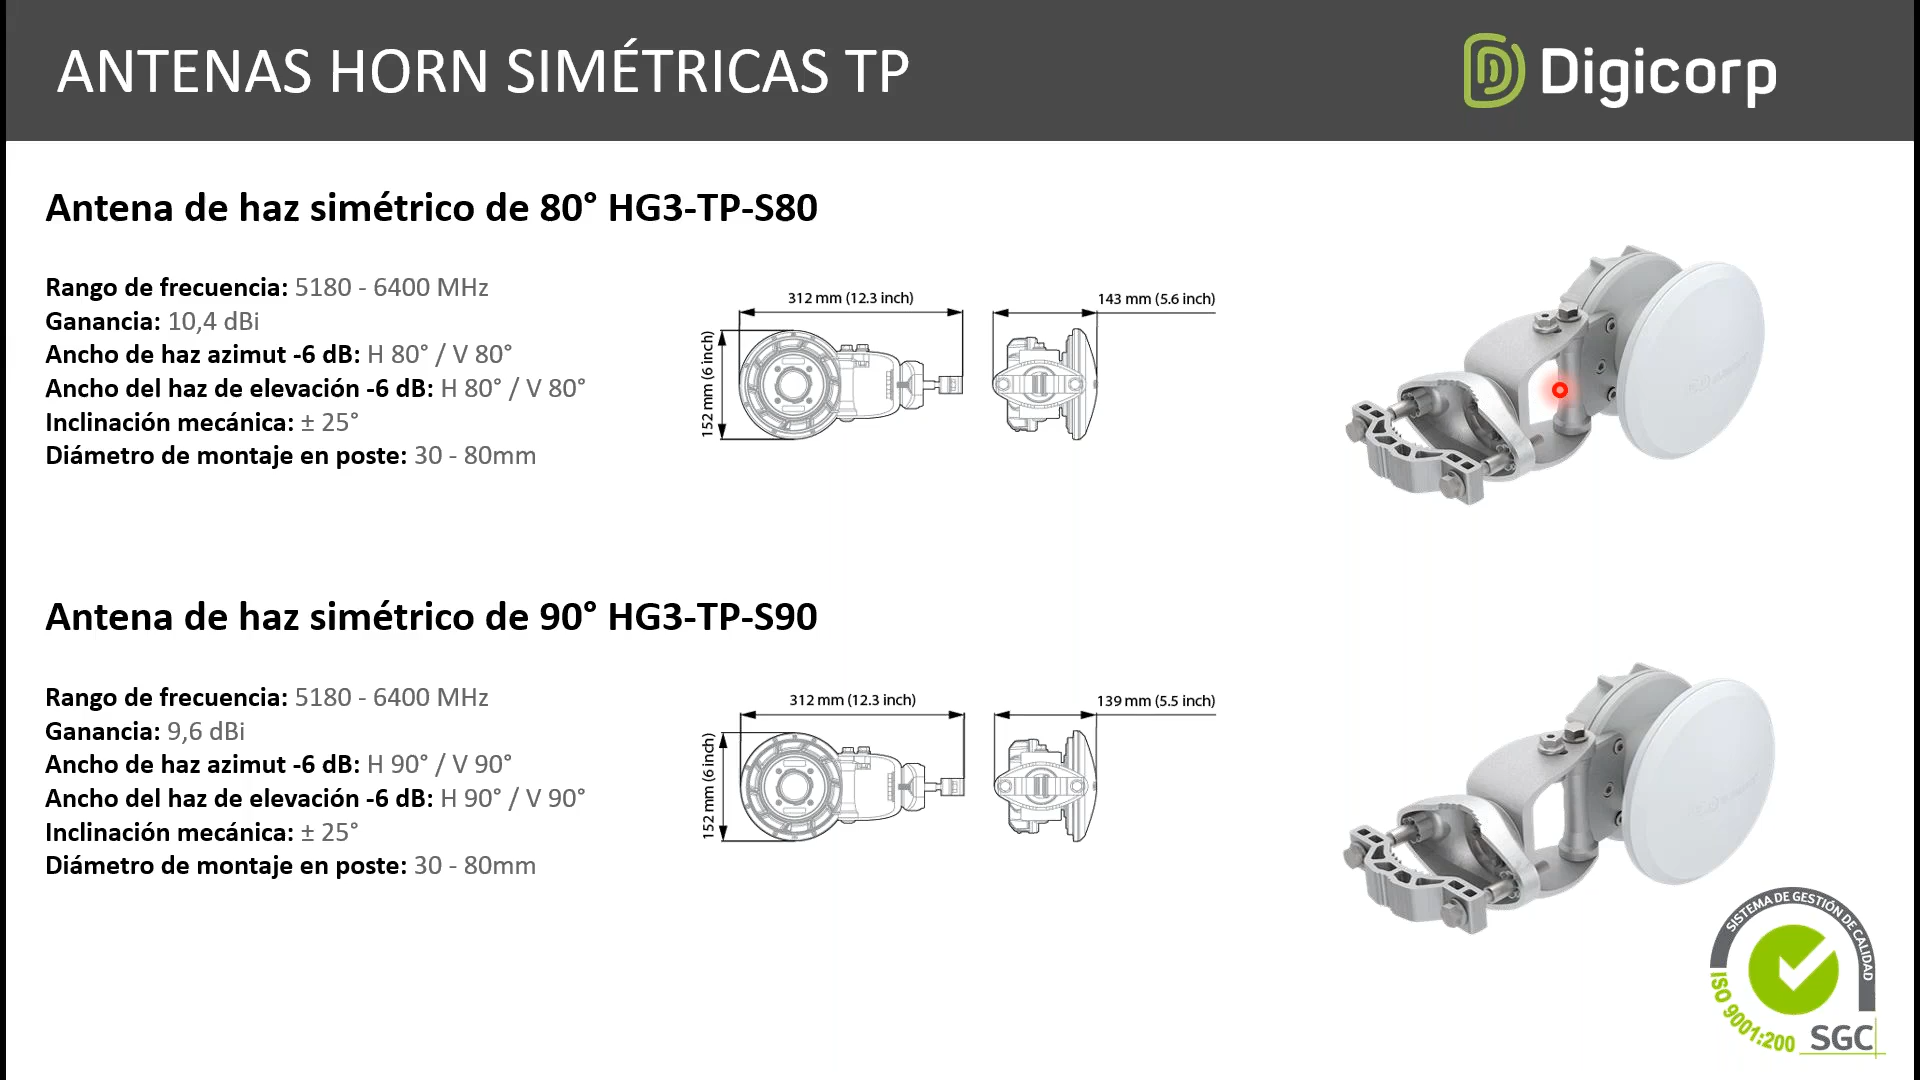 ANTENAS HORN SIMÉTRICAS TP
Digicorp
Antena de haz simétrico de 80° HG3-TP-S80
Rango de frecuencia: 5180 - 6400 MHz
Ganancia: 10,4 dBi
Ancho de haz azimut -6 dB: H 80° / V 80°
Ancho del haz de elevación -6 dB: H 80° / V 80°
Inclinación mecánica: ± 25°
Diámetro de montaje en poste: 30 - 80mm
312 mm (12.3 inch)
143 mm (5.6 inch)
152 mm (6 inch)
Antena de haz simétrico de 90° HG3-TP-S90
Rango de frecuencia: 5180 - 6400 MHz
Ganancia: 9,6 dBi
Ancho de haz azimut -6 dB: H 90° / V 90°
Ancho del haz de elevación -6 dB: H 90° / V 90°
Inclinación mecánica: ± 25°
Diámetro de montaje en poste: 30 - 80mm
312 mm (12.3 inch)
139 mm (5.5 inch)
152 mm (6 inch)
SISTEMA DE GESTIÓN DE CALIDAD
ISO 9001:200
SGC